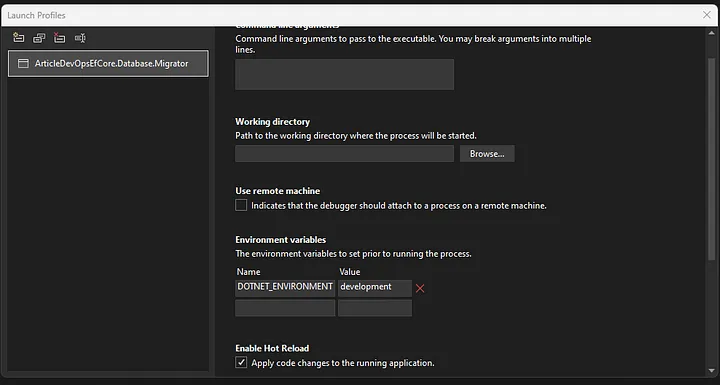 Launch Profiles
ArticleDevOpsEfCore.Database.Migrator
Command line arguments
Command line arguments to pass to the executable. You may break arguments into multiple
lines.
Working directory
Path to the working directory where the process will be started.
Browse...
Use remote machine
Indicates that the debugger should attach to a process on a remote machine.
Environment variables
The environment variables to set prior to running the process.
Name Value
DOTNET_ENVIRONMENT development
Enable Hot Reload
Apply code changes to the running application.